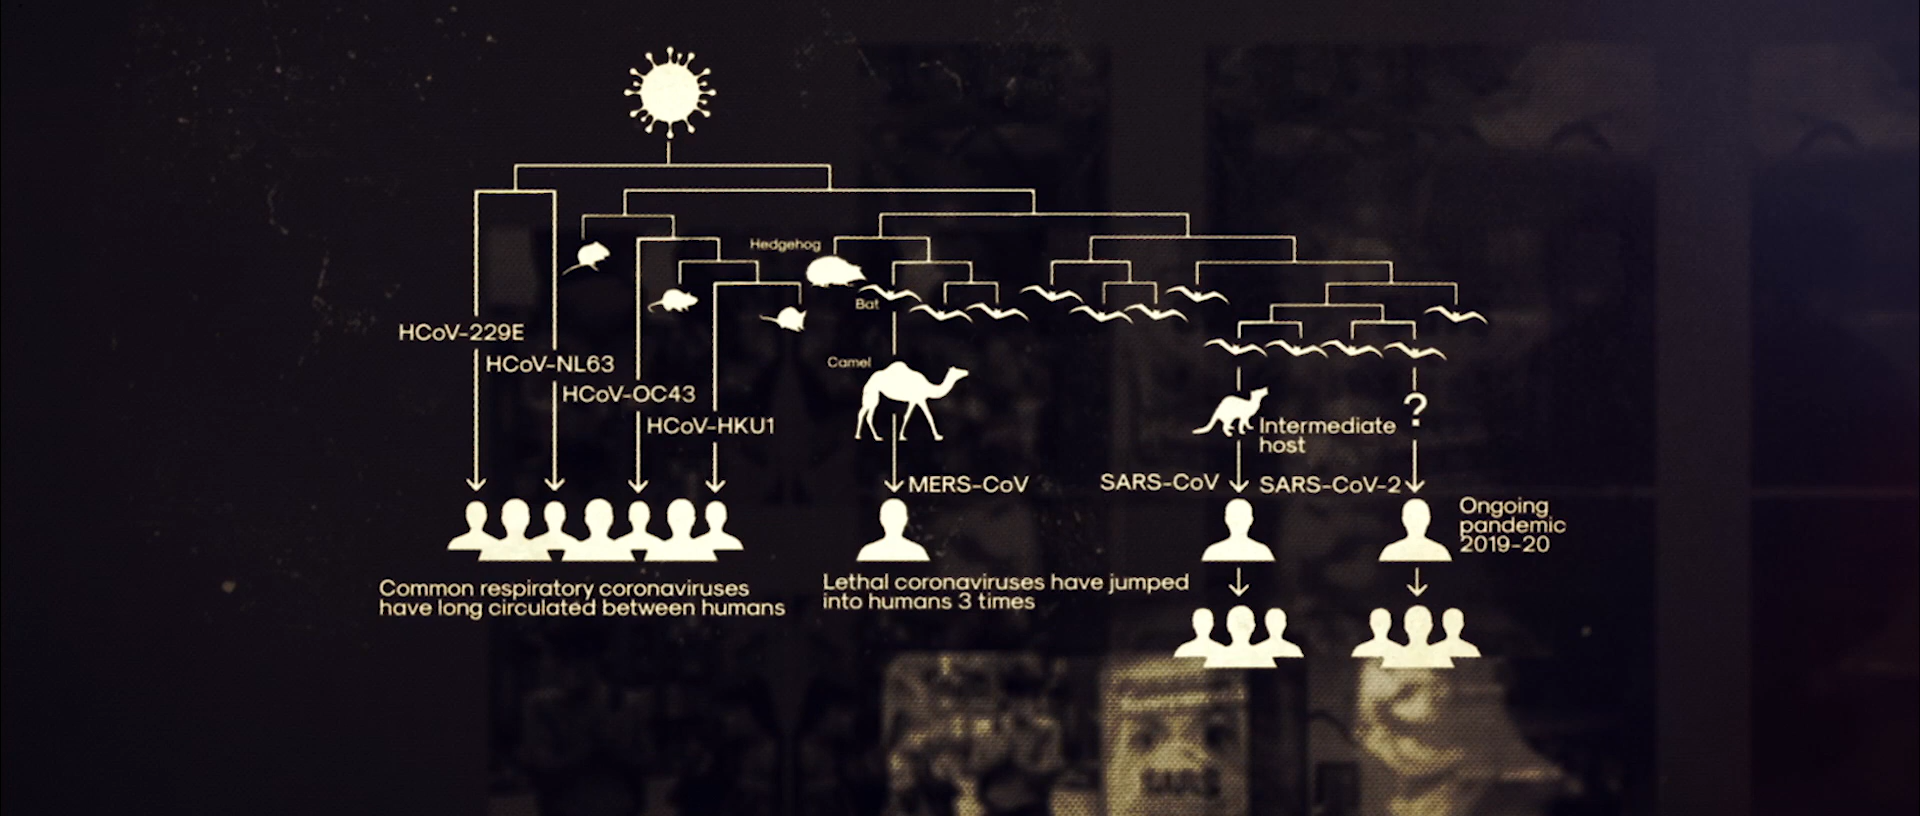 Hedgehog
Bat
HCoV-229E
HCoV-NL63
Camel
HCoV-OC43
HCoV-HKU1
?
Intermediate
host
MERS-CoV
SARS-CoV
SARS-CoV-2
Ongoing
pandemic
2019-20
Common respiratory coronaviruses
have long circulated between humans
Lethal coronaviruses have jumped
into humans 3 times
SARS